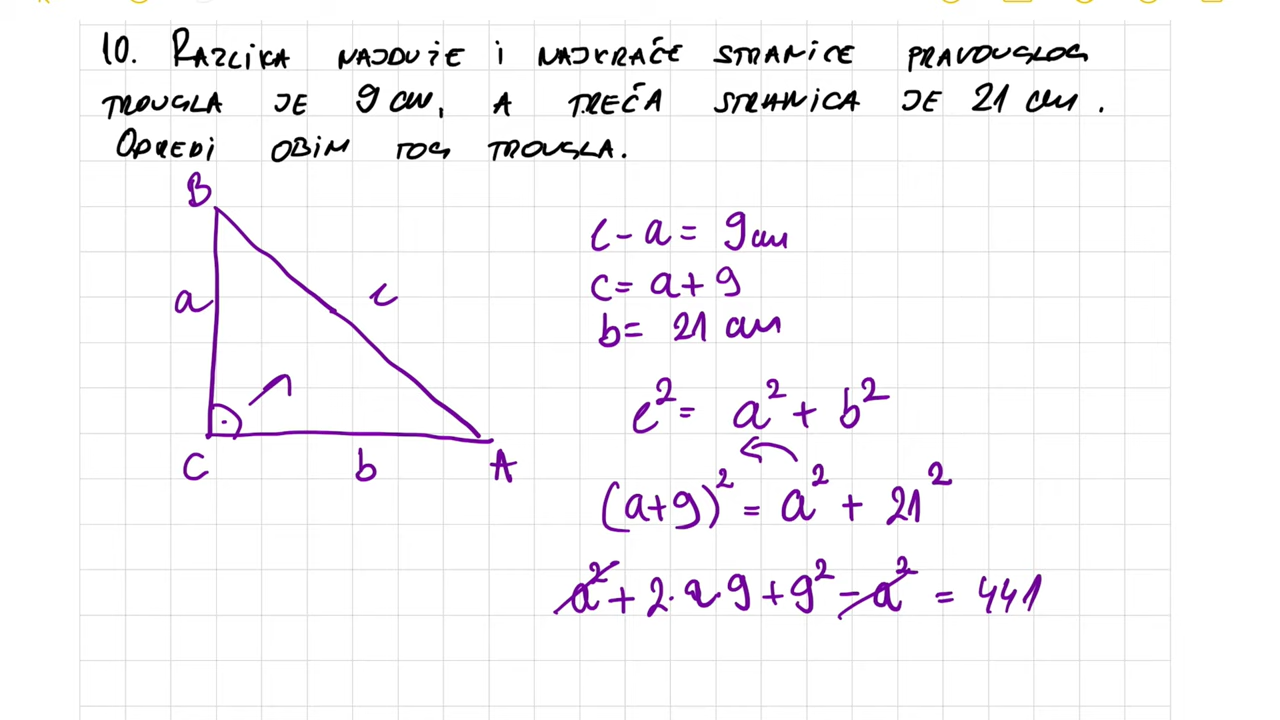 10. RAZLIKA NAJDUŽE I NAJKRAĆE STRANICE PRAVOUGLOG
TROUGLA JE 9 cm, A TREĆA STRANICA JE 21 cm.
ODREDI OBIM TOG TROUGLA.
B
c - a = 9 cm
c = a + 9
a
c
b = 21 cm
c² = a² + b²
C
b
A
(a+9)² = a² + 21²
a² + 2·a·9 + 9² - a² = 441